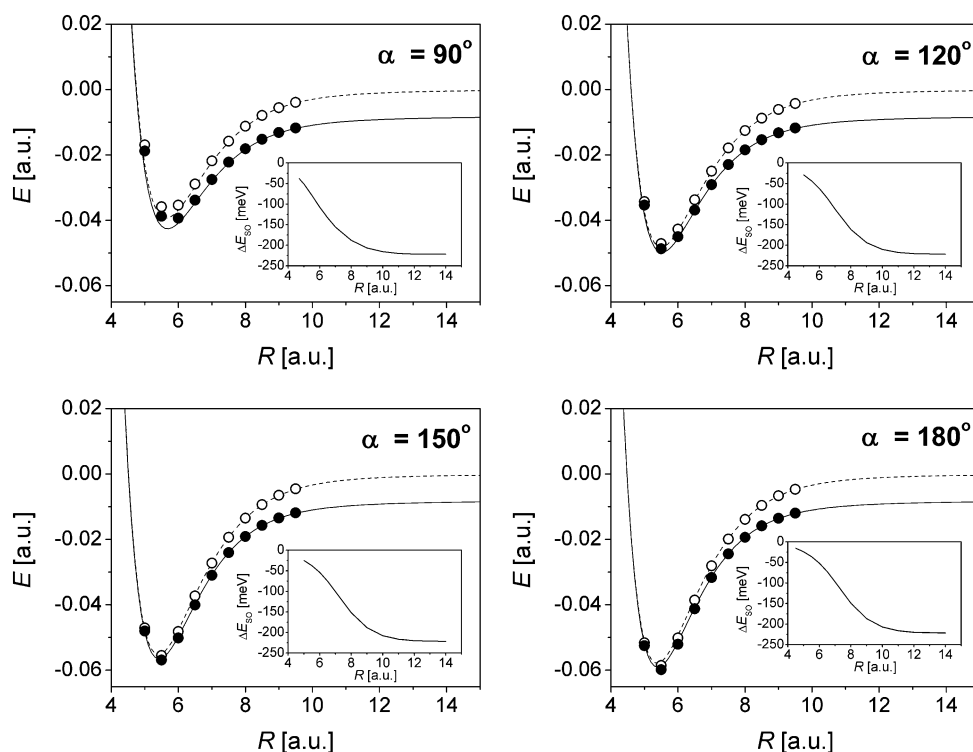 α = 90°
0.02
0.00
-0.02
-0.04
-0.06
E [a.u.]
4 6 8 10 12 14
R [a.u.]
0
-50
-100
-150
-200
-250
ΔE_SO [meV]
4 6 8 10 12 14
R [a.u.]
α = 120°
0.02
0.00
-0.02
-0.04
-0.06
E [a.u.]
4 6 8 10 12 14
R [a.u.]
0
-50
-100
-150
-200
-250
ΔE_SO [meV]
4 6 8 10 12 14
R [a.u.]
α = 150°
0.02
0.00
-0.02
-0.04
-0.06
E [a.u.]
4 6 8 10 12 14
R [a.u.]
0
-50
-100
-150
-200
-250
ΔE_SO [meV]
4 6 8 10 12 14
R [a.u.]
α = 180°
0.02
0.00
-0.02
-0.04
-0.06
E [a.u.]
4 6 8 10 12 14
R [a.u.]
0
-50
-100
-150
-200
-250
ΔE_SO [meV]
4 6 8 10 12 14
R [a.u.]